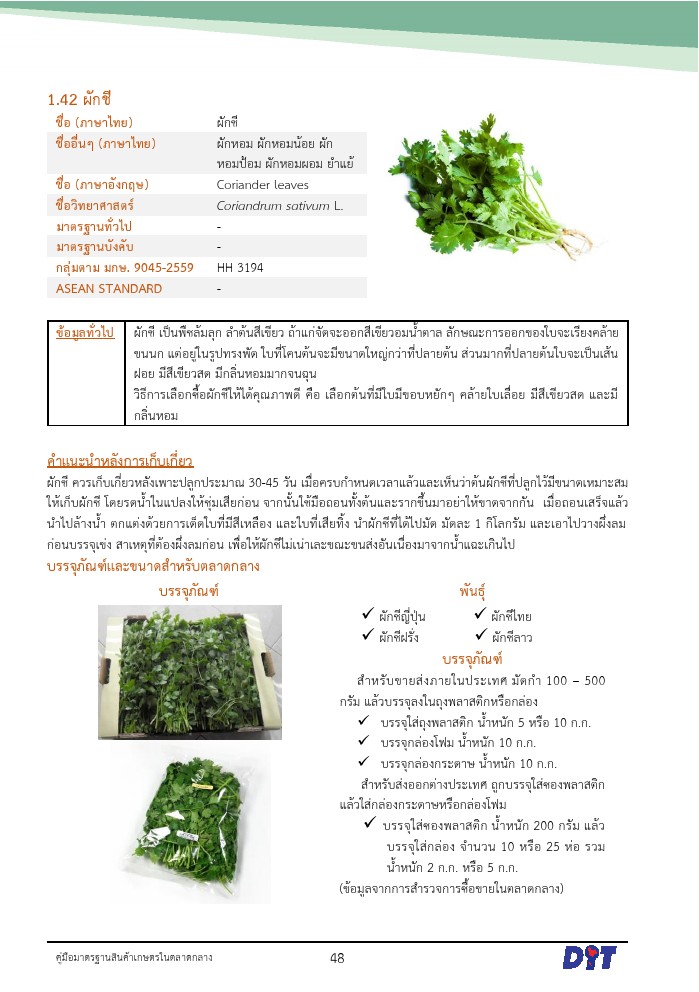 1.42 ผักชี
ชื่อ (ภาษาไทย) ผักชี
ชื่ออื่นๆ (ภาษาไทย) ผักหอม ผักหอมน้อย ผัก
หอมป้อม ผักหอมผอม ยำแย้
ชื่อ (ภาษาอังกฤษ) Coriander leaves
ชื่อวิทยาศาสตร์ Coriandrum sativum L.
มาตรฐานทั่วไป -
มาตรฐานบังคับ -
กลุ่มตาม มกษ. 9045-2559 HH 3194
ASEAN STANDARD -
ข้อมูลทั่วไป ผักชี เป็นพืชล้มลุก ลำต้นสีเขียว ถ้าแก่จัดจะออกสีเขียวอมน้ำตาล ลักษณะการออกของใบจะเรียงคล้าย
ขนนก แต่อยู่ในรูปทรงพัด ใบที่โคนต้นจะมีขนาดใหญ่กว่าที่ปลายต้น ส่วนมากที่ปลายต้นใบจะเป็นเส้น
ฝอย มีสีเขียวสด มีกลิ่นหอมมากจนฉุน
วิธีการเลือกซื้อผักชีให้ได้คุณภาพดี คือ เลือกต้นที่มีใบมีขอบหยักๆ คล้ายใบเลื่อย มีสีเขียวสด และมี
กลิ่นหอม
คำแนะนำหลังการเก็บเกี่ยว
ผักชี ควรเก็บเกี่ยวหลังเพาะปลูกประมาณ 30-45 วัน เมื่อครบกำหนดเวลาแล้วและเห็นว่าต้นผักชีที่ปลูกไว้มีขนาดเหมาะสม
ให้เก็บผักชี โดยรดน้ำในแปลงให้ชุ่มเสียก่อน จากนั้นใช้มือถอนทั้งต้นและรากขึ้นมาอย่าให้ขาดจากกัน เมื่อถอนเสร็จแล้ว
นำไปล้างน้ำ ตกแต่งด้วยการเด็ดใบที่มีสีเหลือง และใบที่เสียทิ้ง นำผักชีที่ได้ไปมัด มัดละ 1 กิโลกรัม และเอาไปวางผึ่งลม
ก่อนบรรจุเข่ง สาเหตุที่ต้องผึ่งลมก่อน เพื่อให้ผักชีไม่เน่าเละขณะขนส่งอันเนื่องมาจากน้ำแฉะเกินไป
บรรจุภัณฑ์และขนาดสำหรับตลาดกลาง
บรรจุภัณฑ์
พันธุ์
✓ ผักชีญี่ปุ่น ✓ ผักชีไทย
✓ ผักชีฝรั่ง ✓ ผักชีลาว
บรรจุภัณฑ์
สำหรับขายส่งภายในประเทศ มัดกำ 100 – 500
กรัม แล้วบรรจุลงในถุงพลาสติกหรือกล่อง
✓ บรรจุใส่ถุงพลาสติก น้ำหนัก 5 หรือ 10 ก.ก.
✓ บรรจุกล่องโฟม น้ำหนัก 10 ก.ก.
✓ บรรจุกล่องกระดาษ น้ำหนัก 10 ก.ก.
สำหรับส่งออกต่างประเทศ ถูกบรรจุใส่ซองพลาสติก
แล้วใส่กล่องกระดาษหรือกล่องโฟม
✓ บรรจุใส่ซองพลาสติก น้ำหนัก 200 กรัม แล้ว
บรรจุใส่กล่อง จำนวน 10 หรือ 25 ห่อ รวม
น้ำหนัก 2 ก.ก. หรือ 5 ก.ก.
(ข้อมูลจากการสำรวจการซื้อขายในตลาดกลาง)
คู่มือมาตรฐานสินค้าเกษตรในตลาดกลาง 48 DIT